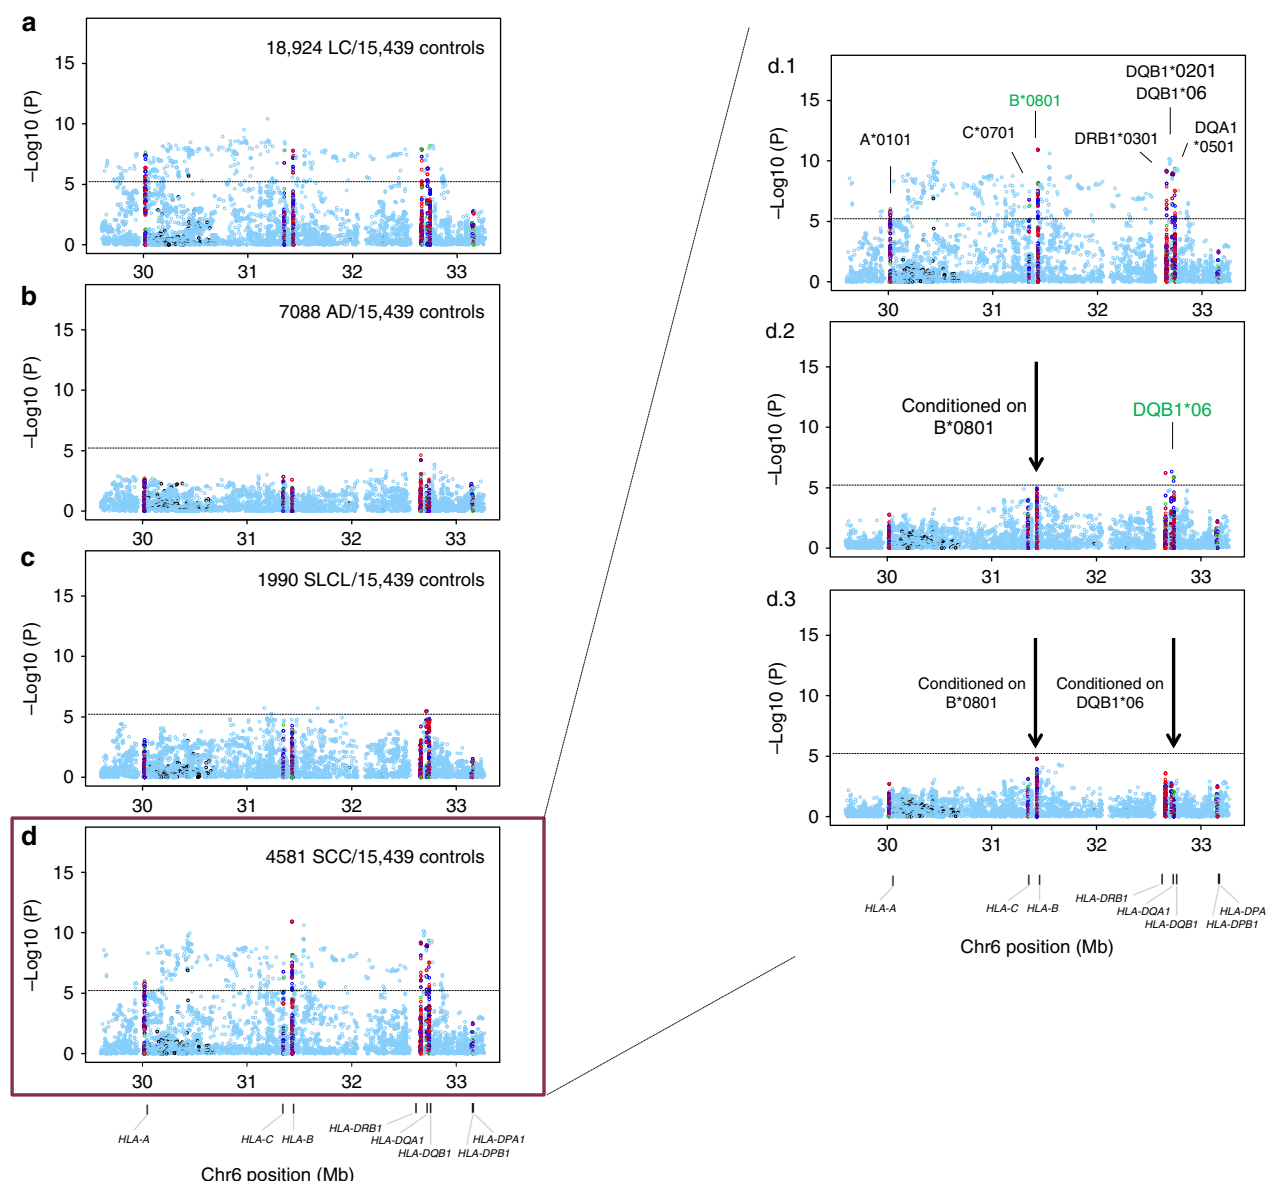 a
18,924 LC/15,439 controls
–Log10 (P)
15
10
5
0
30
31
32
33
b
7088 AD/15,439 controls
–Log10 (P)
15
10
5
0
30
31
32
33
c
1990 SLCL/15,439 controls
–Log10 (P)
15
10
5
0
30
31
32
33
d
4581 SCC/15,439 controls
–Log10 (P)
15
10
5
0
30
31
32
33
HLA-A
HLA-C
HLA-B
HLA-DRB1
HLA-DQA1
HLA-DQB1
HLA-DPA1
HLA-DPB1
Chr6 position (Mb)
d.1
–Log10 (P)
15
10
5
0
A*0101
C*0701
B*0801
DRB1*0301
DQB1*0201
DQB1*06
DQA1
*0501
30
31
32
33
d.2
–Log10 (P)
15
10
5
0
Conditioned on
B*0801
DQB1*06
30
31
32
33
d.3
–Log10 (P)
15
10
5
0
Conditioned on
B*0801
Conditioned on
DQB1*06
30
31
32
33
HLA-A
HLA-C
HLA-B
HLA-DRB1
HLA-DQA1
HLA-DQB1
HLA-DPA1
HLA-DPB1
Chr6 position (Mb)